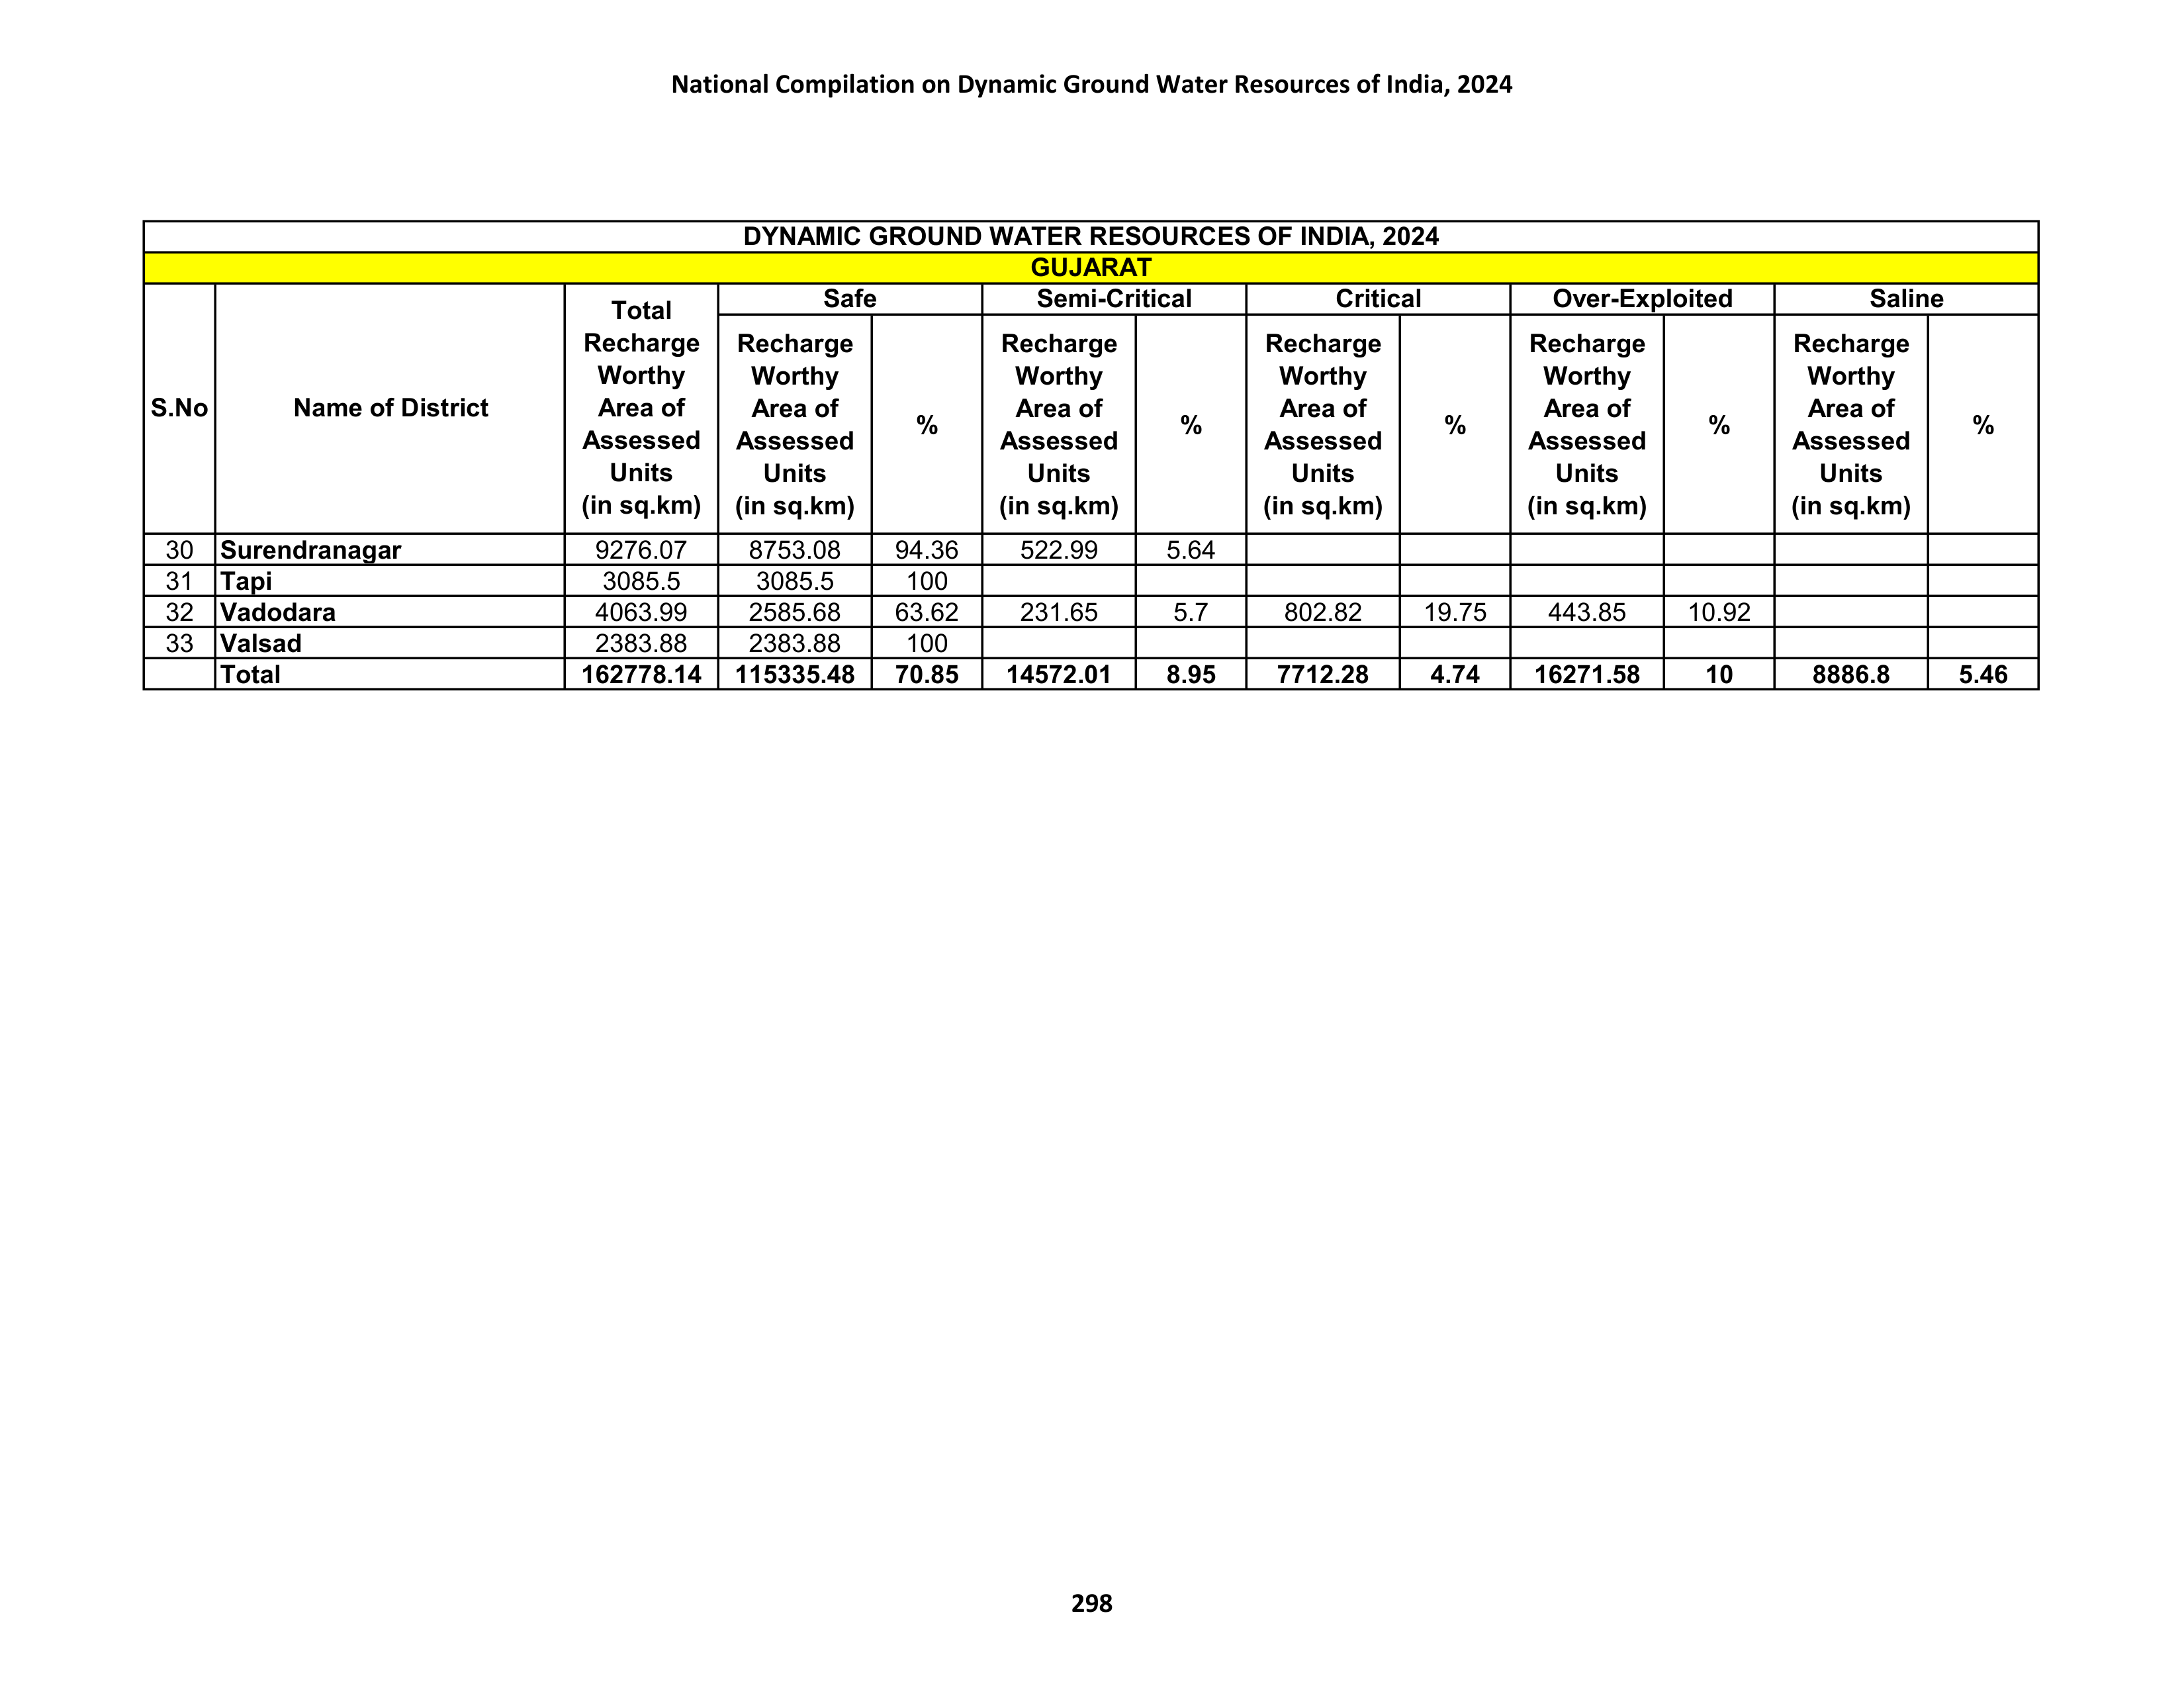 National Compilation on Dynamic Ground Water Resources of India, 2024
DYNAMIC GROUND WATER RESOURCES OF INDIA, 2024
GUJARAT
S.No Name of District Total Recharge Worthy Area of Assessed Units (in sq.km) Safe Semi-Critical Critical Over-Exploited Saline
Recharge Worthy Area of Assessed Units (in sq.km) % Recharge Worthy Area of Assessed Units (in sq.km) % Recharge Worthy Area of Assessed Units (in sq.km) % Recharge Worthy Area of Assessed Units (in sq.km) % Recharge Worthy Area of Assessed Units (in sq.km) %
30 Surendranagar 9276.07 8753.08 94.36 522.99 5.64
31 Tapi 3085.5 3085.5 100
32 Vadodara 4063.99 2585.68 63.62 231.65 5.7 802.82 19.75 443.85 10.92
33 Valsad 2383.88 2383.88 100
Total 162778.14 115335.48 70.85 14572.01 8.95 7712.28 4.74 16271.58 10 8886.8 5.46
298